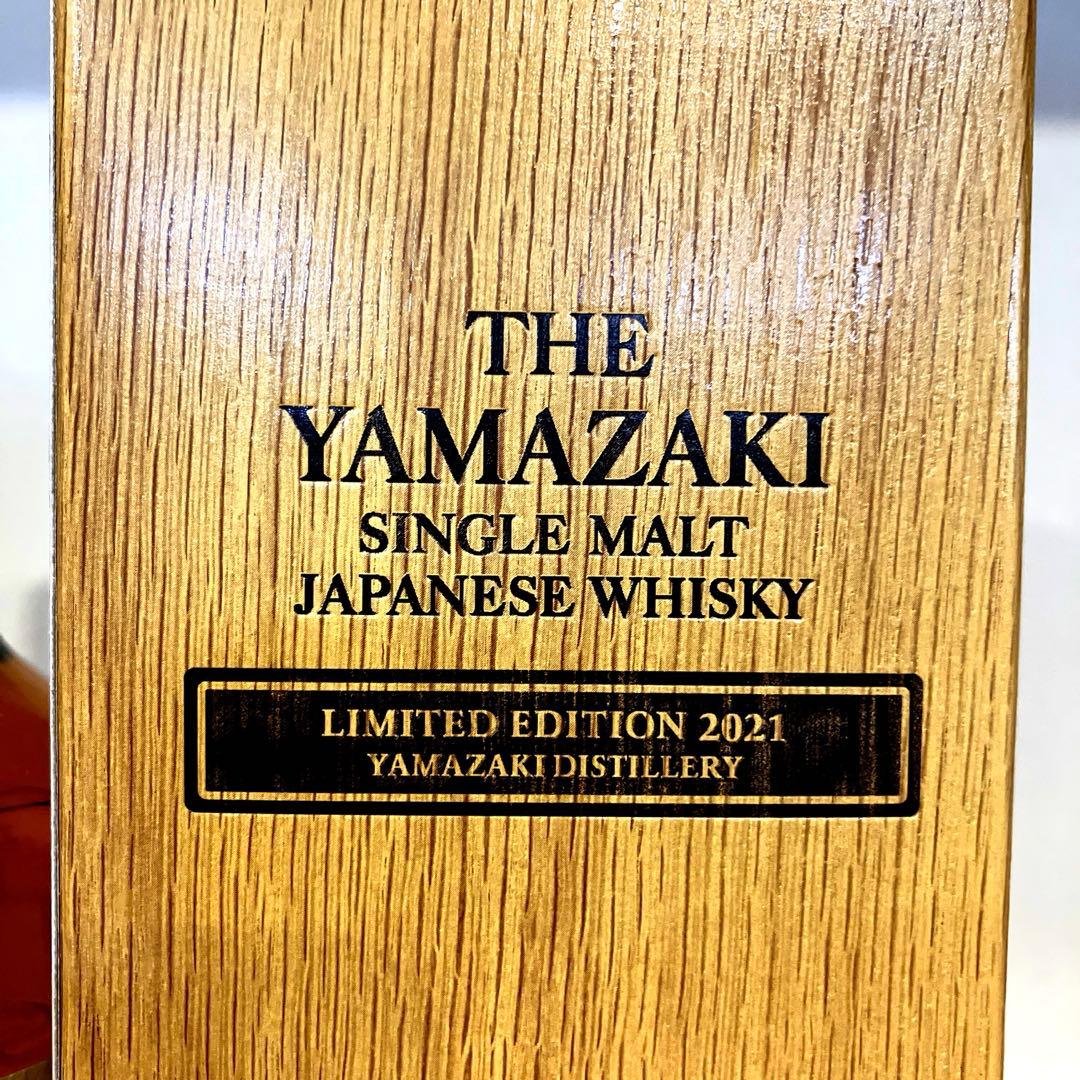 THE
YAMAZAKI
SINGLE MALT
JAPANESE WHISKY
LIMITED EDITION 2021
YAMAZAKI DISTILLERY